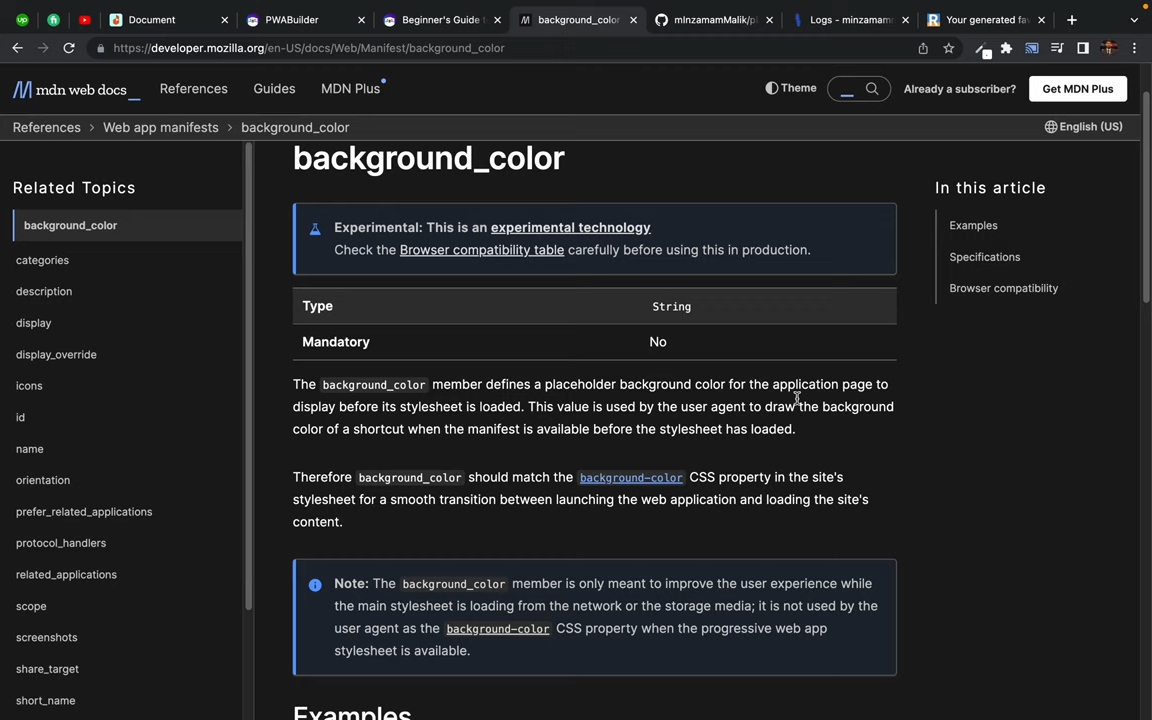 Document
PWABuilder
Beginner's Guide to
background_color
mInzamamMalik/pl
Logs - minzamamr
Your generated fav
https://developer.mozilla.org/en-US/docs/Web/Manifest/background_color
mdn web docs_
References
Guides
MDN Plus
Theme
Already a subscriber?
Get MDN Plus
References > Web app manifests > background_color
English (US)
Related Topics
background_color
categories
description
display
display_override
icons
id
name
orientation
prefer_related_applications
protocol_handlers
related_applications
scope
screenshots
share_target
short_name
background_color
Experimental: This is an experimental technology
Check the Browser compatibility table carefully before using this in production.
Type String
Mandatory No
The background_color member defines a placeholder background color for the application page to
display before its stylesheet is loaded. This value is used by the user agent to draw the background
color of a shortcut when the manifest is available before the stylesheet has loaded.
Therefore background_color should match the background-color CSS property in the site's
stylesheet for a smooth transition between launching the web application and loading the site's
content.
Note: The background_color member is only meant to improve the user experience while
the main stylesheet is loading from the network or the storage media; it is not used by the
user agent as the background-color CSS property when the progressive web app
stylesheet is available.
Examples
In this article
Examples
Specifications
Browser compatibility